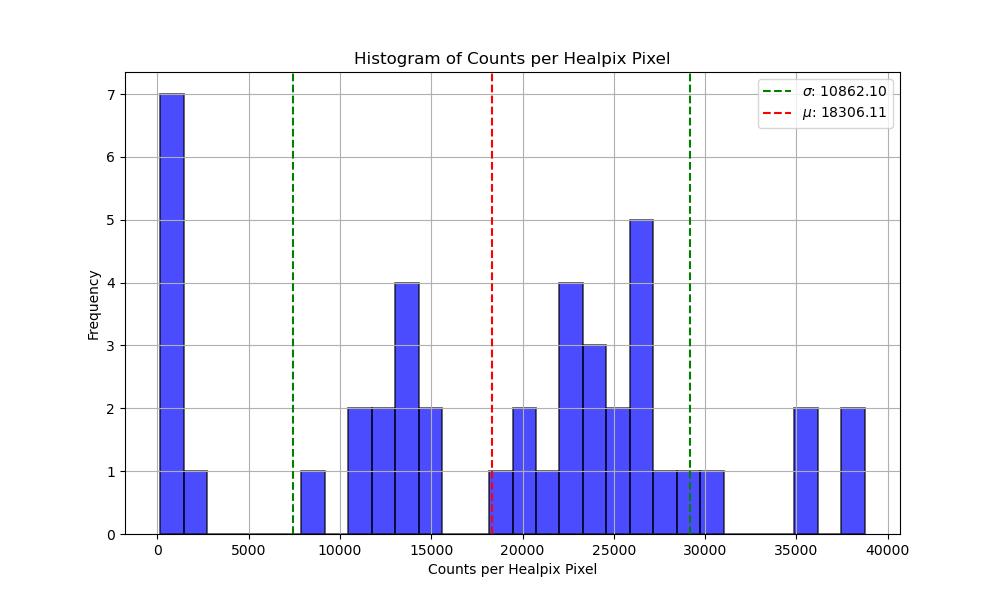 Histogram of Counts per Healpix Pixel
σ: 10862.10
μ: 18306.11
7
6
5
4
3
2
1
0
Frequency
0 5000 10000 15000 20000 25000 30000 35000 40000
Counts per Healpix Pixel